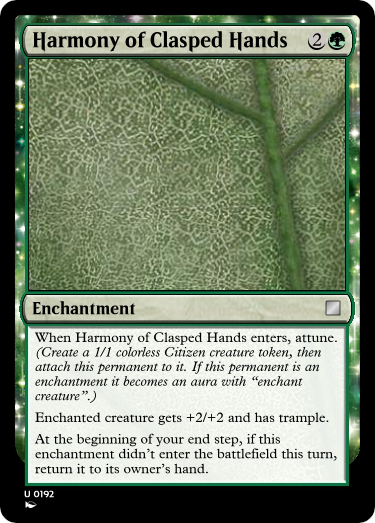 Harmony of Clasped Hands 2
Enchantment
When Harmony of Clasped Hands enters, attune.
(Create a 1/1 colorless Citizen creature token, then
attach this permanent to it. If this permanent is an
enchantment it becomes an aura with “enchant
creature”.)
Enchanted creature gets +2/+2 and has trample.
At the beginning of your end step, if this
enchantment didn’t enter the battlefield this turn,
return it to its owner’s hand.
U 0192